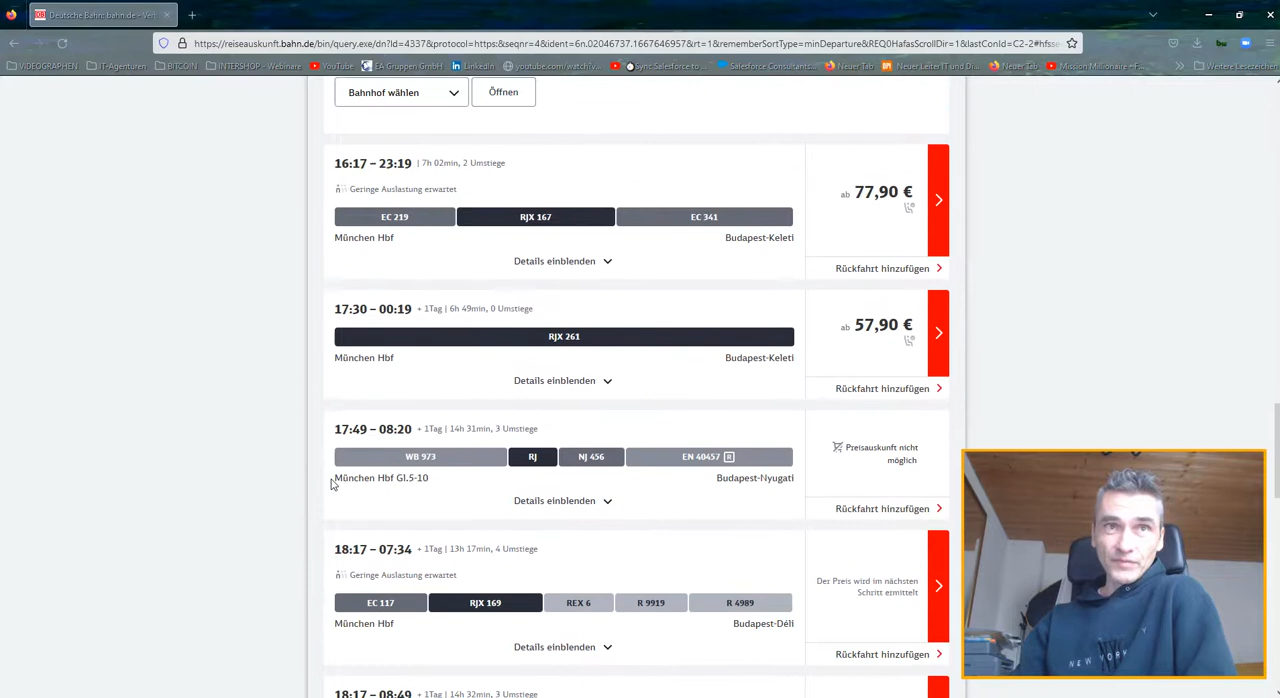 Deutsche Bahn: bahn.de - Ver
https://reiseauskunft.bahn.de/bin/query.exe/dn?ld=4337&protocol=https:&seqnr=4&ident=6n.02046737.1667646957&rt=1&rememberSortType=minDeparture&REQ0HafasScrollDir=1&lastConId=C2-2#hfsse
VIDEOGRAPHEN IT-Agenturen BITCOIN INTERSHOP - Webinare YouTube EA Gruppen GmbH LinkedIn youtube.com/watch?v... Sync Salesforce to ... Salesforce Consultants... Neuer Tab Neuer Leiter IT und Di... Neuer Tab Mission Millionaire – F... Weitere Lesezeichen
Bahnhof wählen Öffnen
16:17 – 23:19 | 7h 02min, 2 Umstiege
Geringe Auslastung erwartet
ab 77,90 €
EC 219 RJX 167 EC 341
München Hbf Budapest-Keleti
Details einblenden
Rückfahrt hinzufügen
17:30 – 00:19 + 1Tag | 6h 49min, 0 Umstiege
ab 57,90 €
RJX 261
München Hbf Budapest-Keleti
Details einblenden
Rückfahrt hinzufügen
17:49 – 08:20 + 1Tag | 14h 31min, 3 Umstiege
Preisauskunft nicht
möglich
WB 973 RJ NJ 456 EN 40457 R
München Hbf Gl.5-10 Budapest-Nyugati
Details einblenden
Rückfahrt hinzufügen
18:17 – 07:34 + 1Tag | 13h 17min, 4 Umstiege
Geringe Auslastung erwartet
Der Preis wird im nächsten
Schritt ermittelt
EC 117 RJX 169 REX 6 R 9919 R 4989
München Hbf Budapest-Déli
Details einblenden
Rückfahrt hinzufügen
18:17 – 08:49 + 1Tag | 14h 32min, 3 Umstiege
NEW YORK